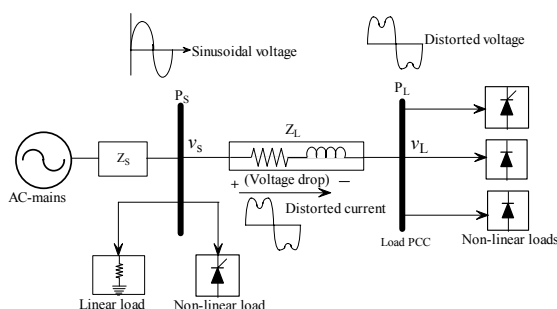 Sinusoidal voltage
Distorted voltage
P_S
P_L
Z_L
Z_S
v_s
v_L
+ (Voltage drop) −
AC-mains
Distorted current
Load PCC
Non-linear loads
Linear load
Non-linear load